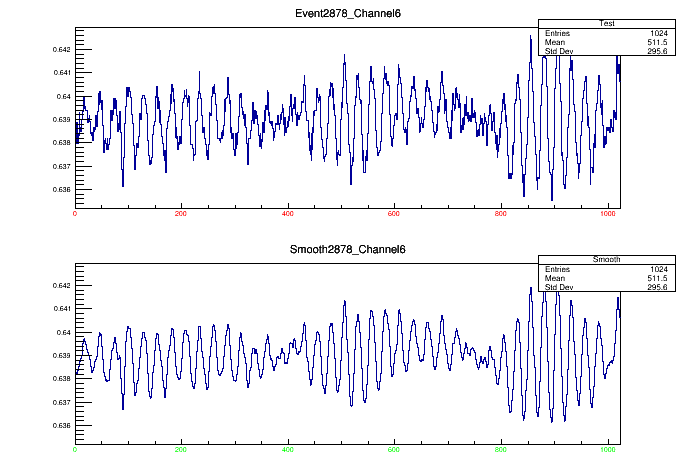 Event2878_Channel6
Test
Entries 1024
Mean 511.5
Std Dev 295.6
0.642
0.641
0.64
0.639
0.638
0.637
0.636
0 200 400 600 800 1000
Smooth2878_Channel6
Smooth
Entries 1024
Mean 511.5
Std Dev 295.6
0.642
0.641
0.64
0.639
0.638
0.637
0.636
0 200 400 600 800 1000